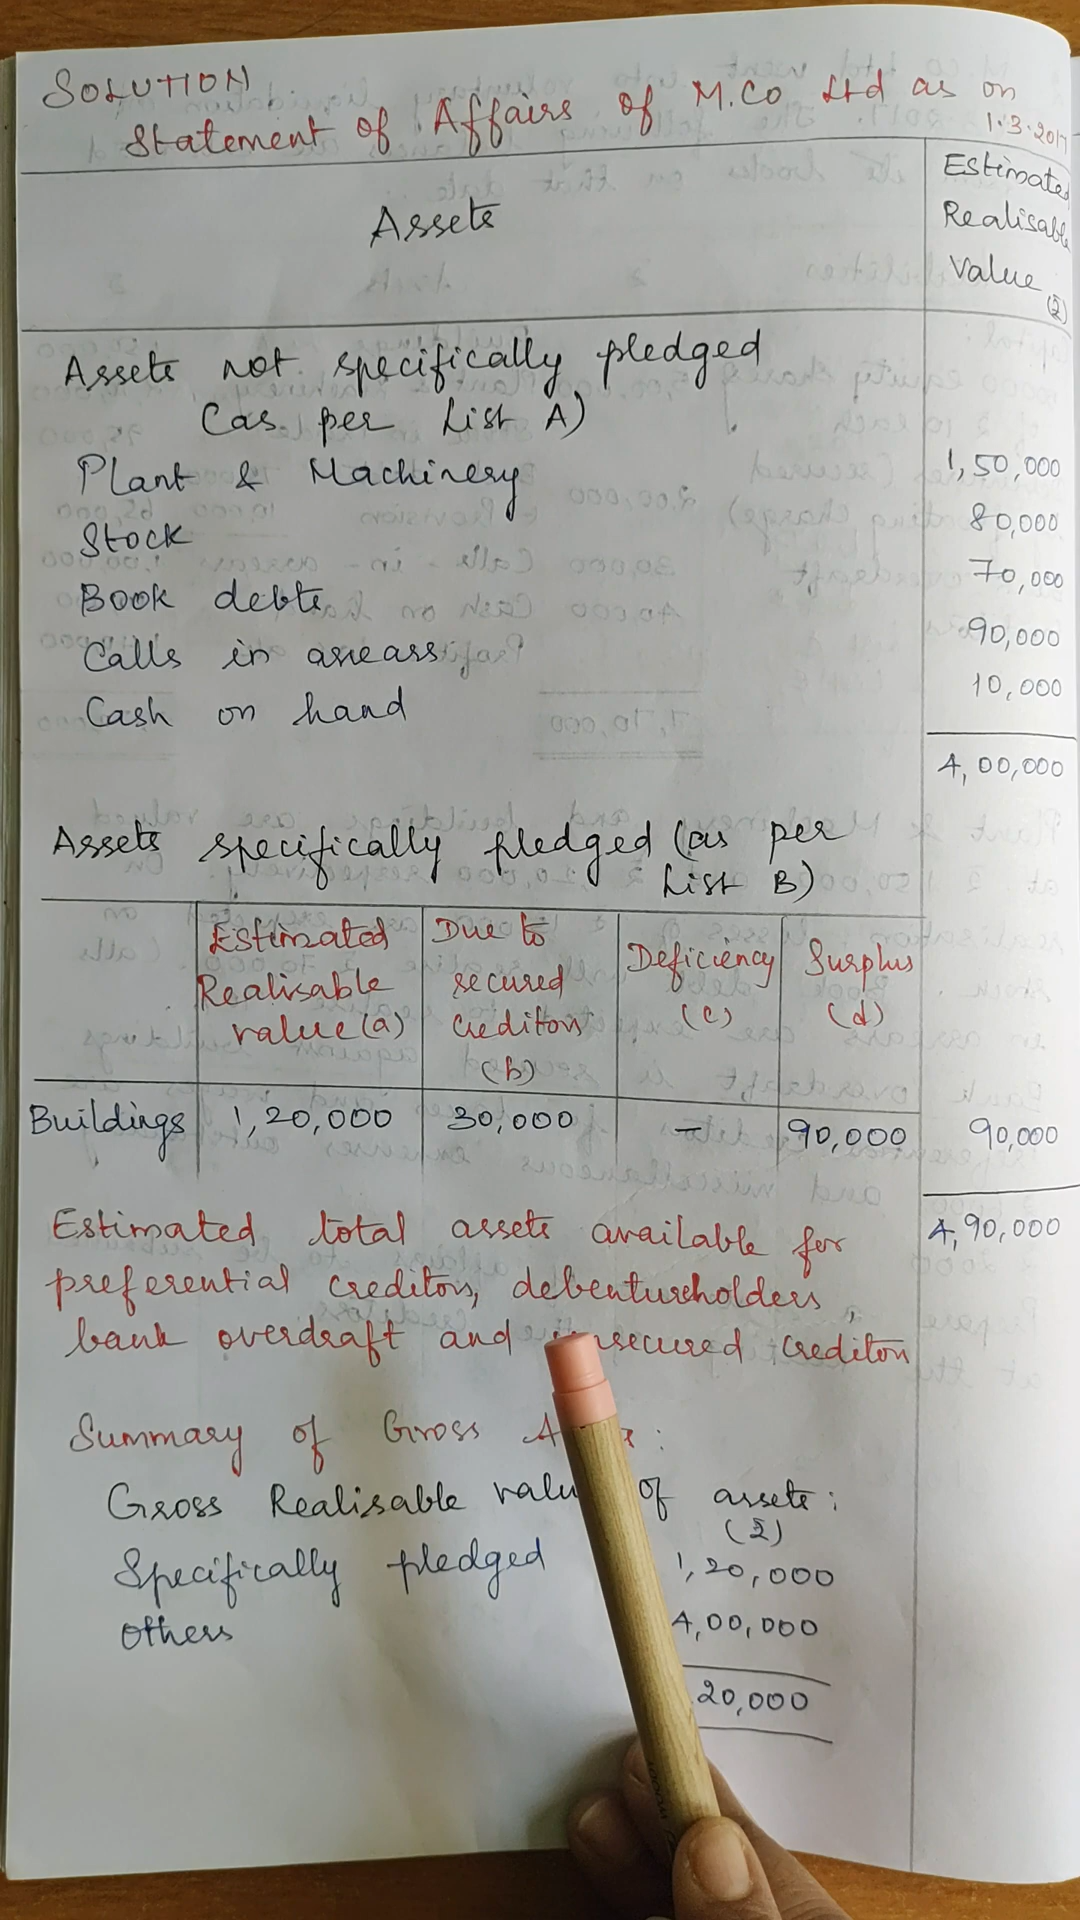 SOLUTION
Statement of Affairs of M.Co Ltd as on
1.3.2017
Assets
Estimated
Realisable
Value
(₹)
Assets not specifically pledged
(as per List A)
Plant & Machinery 1,50,000
Stock 80,000
Book debts 70,000
Calls in arrears 90,000
Cash on hand 10,000
4,00,000
Assets specifically pledged (as per
List B)
Estimated
Realisable
value (a)
Due to
secured
creditors
(b)
Deficiency
(c)
Surplus
(d)
Buildings 1,20,000 30,000 — 90,000 90,000
Estimated total assets available for 4,90,000
preferential creditors, debentureholders,
bank overdraft and unsecured creditors
Summary of Gross
Gross Realisable of assets:
(₹)
Specifically pledged 1,20,000
Others 4,00,000
20,000